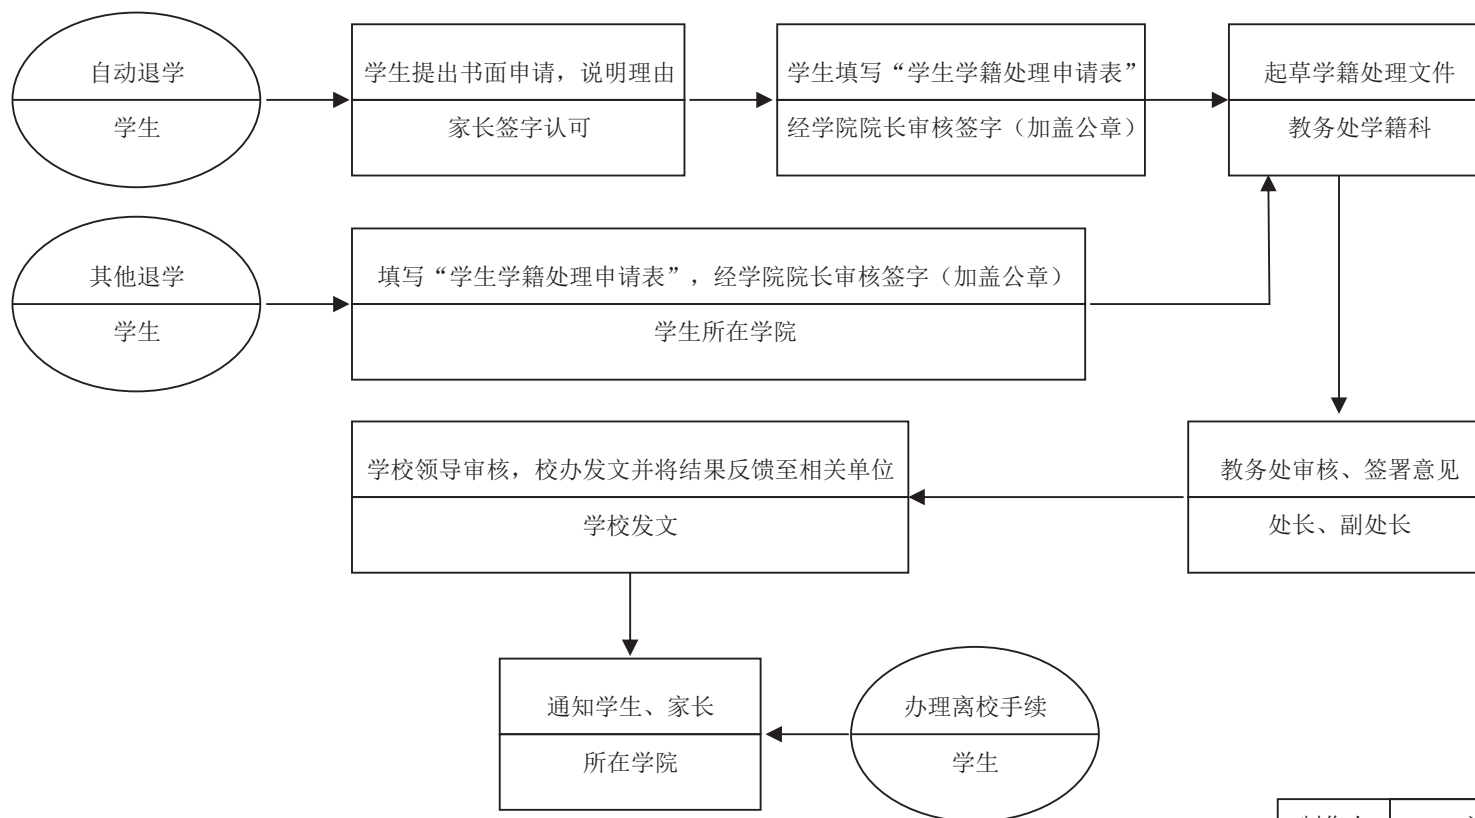 自动退学
学生
学生提出书面申请，说明理由
家长签字认可
学生填写“学生学籍处理申请表”
经学院院长审核签字（加盖公章）
起草学籍处理文件
教务处学籍科
其他退学
学生
填写“学生学籍处理申请表”，经学院院长审核签字（加盖公章）
学生所在学院
学校领导审核，校办发文并将结果反馈至相关单位
学校发文
教务处审核、签署意见
处长、副处长
通知学生、家长
所在学院
办理离校手续
学生